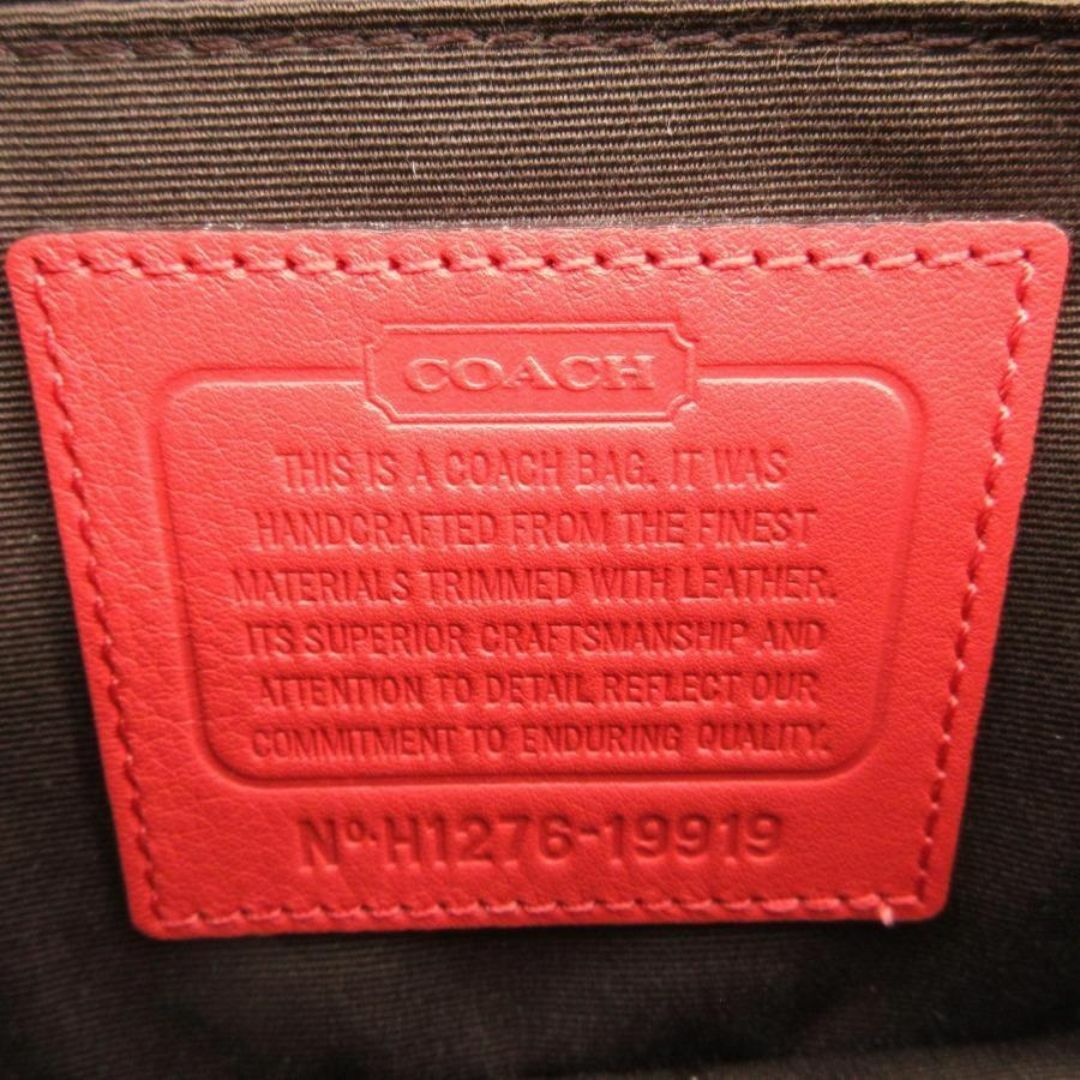 COACH
THIS IS A COACH BAG. IT WAS
HANDCRAFTED FROM THE FINEST
MATERIALS TRIMMED WITH LEATHER.
ITS SUPERIOR CRAFTSMANSHIP AND
ATTENTION TO DETAIL REFLECT OUR
COMMITMENT TO ENDURING QUALITY.
Nº·H1276-19919